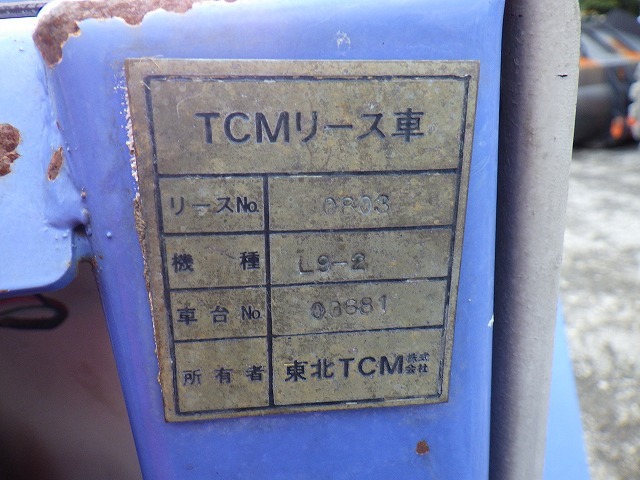 TCMリース車
リースNo. 0803
機種 L9-2
車台No. 03881
所有者 東北TCM株式会社